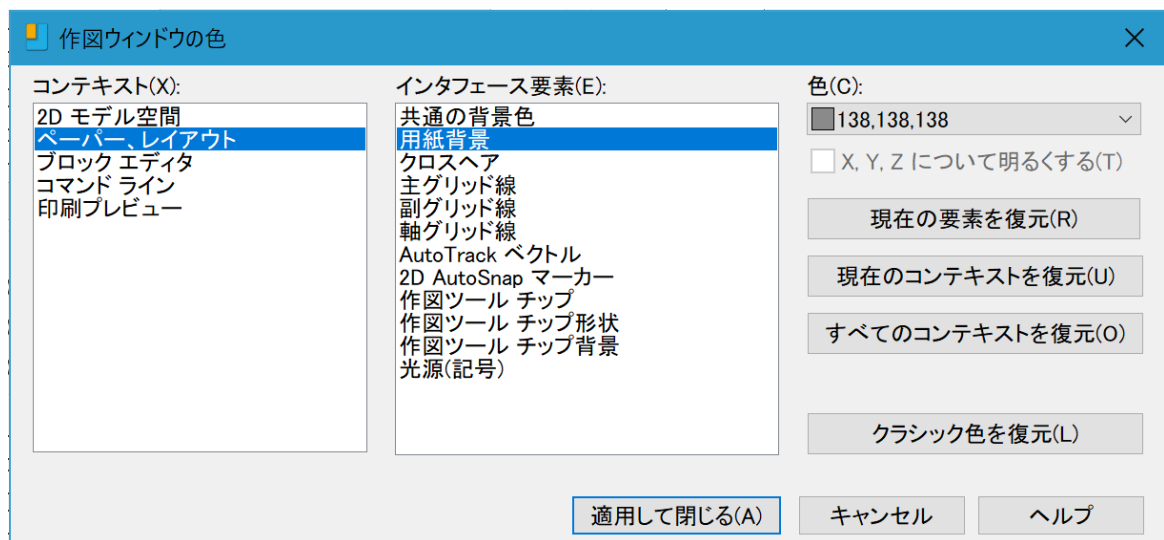 作図ウィンドウの色
コンテキスト(X):
2D モデル空間
ペーパー、レイアウト
ブロック エディタ
コマンド ライン
印刷プレビュー
インタフェース要素(E):
共通の背景色
用紙背景
クロスヘア
主グリッド線
副グリッド線
軸グリッド線
AutoTrack ベクトル
2D AutoSnap マーカー
作図ツール チップ
作図ツール チップ形状
作図ツール チップ背景
光源(記号)
色(C):
138,138,138
X, Y, Z について明るくする(T)
現在の要素を復元(R)
現在のコンテキストを復元(U)
すべてのコンテキストを復元(O)
クラシック色を復元(L)
適用して閉じる(A)
キャンセル
ヘルプ